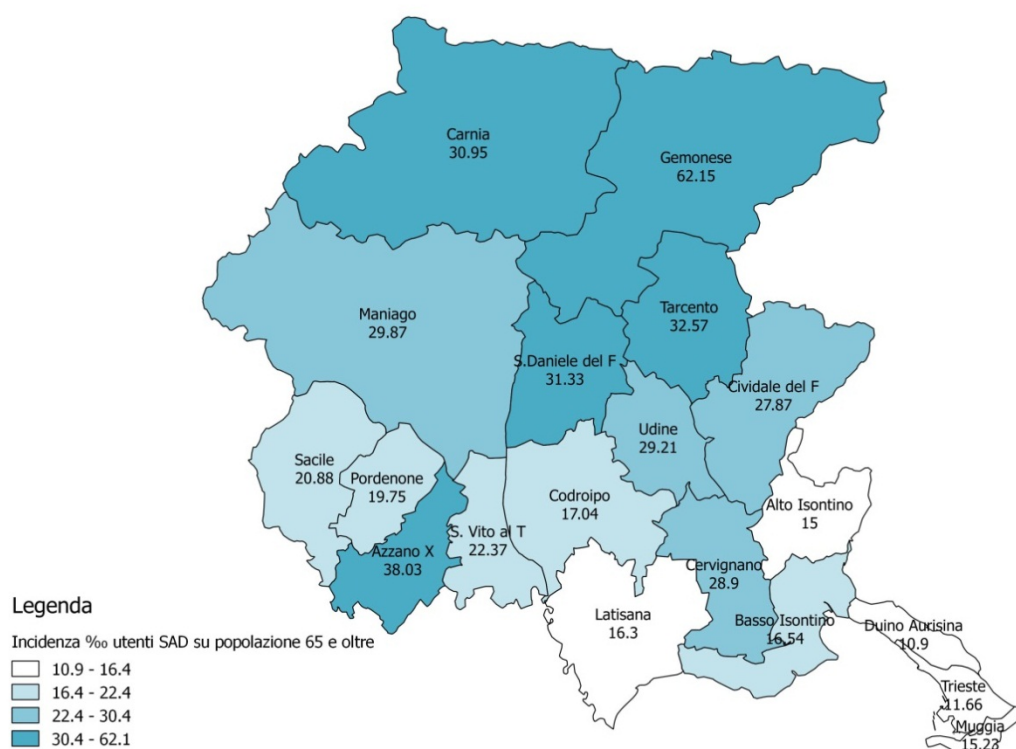 Carnia
30.95
Gemonese
62.15
Maniago
29.87
Tarcento
32.57
S.Daniele del F
31.33
Cividale del F
27.87
Udine
29.21
Sacile
20.88
Pordenone
19.75
Codroipo
17.04
Alto Isontino
15
S. Vito al T
22.37
Azzano X
38.03
Cervignano
28.9
Latisana
16.3
Basso Isontino
16.54
Duino Aurisina
10.9
Trieste
11.66
Muggia
15.23
Legenda
Incidenza ‰ utenti SAD su popolazione 65 e oltre
10.9 - 16.4
16.4 - 22.4
22.4 - 30.4
30.4 - 62.1